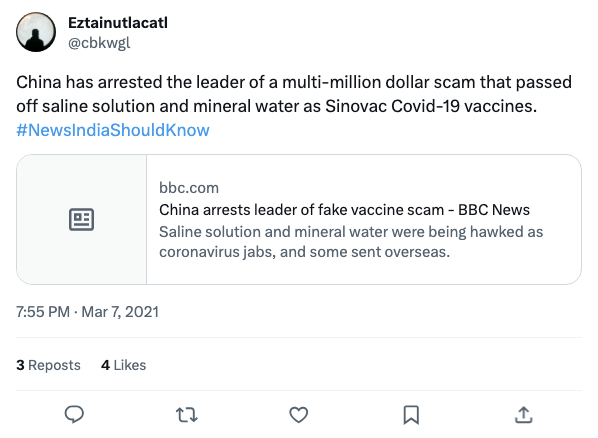 Eztainutlacatl
@cbkwgl
China has arrested the leader of a multi-million dollar scam that passed
off saline solution and mineral water as Sinovac Covid-19 vaccines.
#NewsIndiaShouldKnow
bbc.com
China arrests leader of fake vaccine scam - BBC News
Saline solution and mineral water were being hawked as
coronavirus jabs, and some sent overseas.
7:55 PM · Mar 7, 2021
3 Reposts 4 Likes